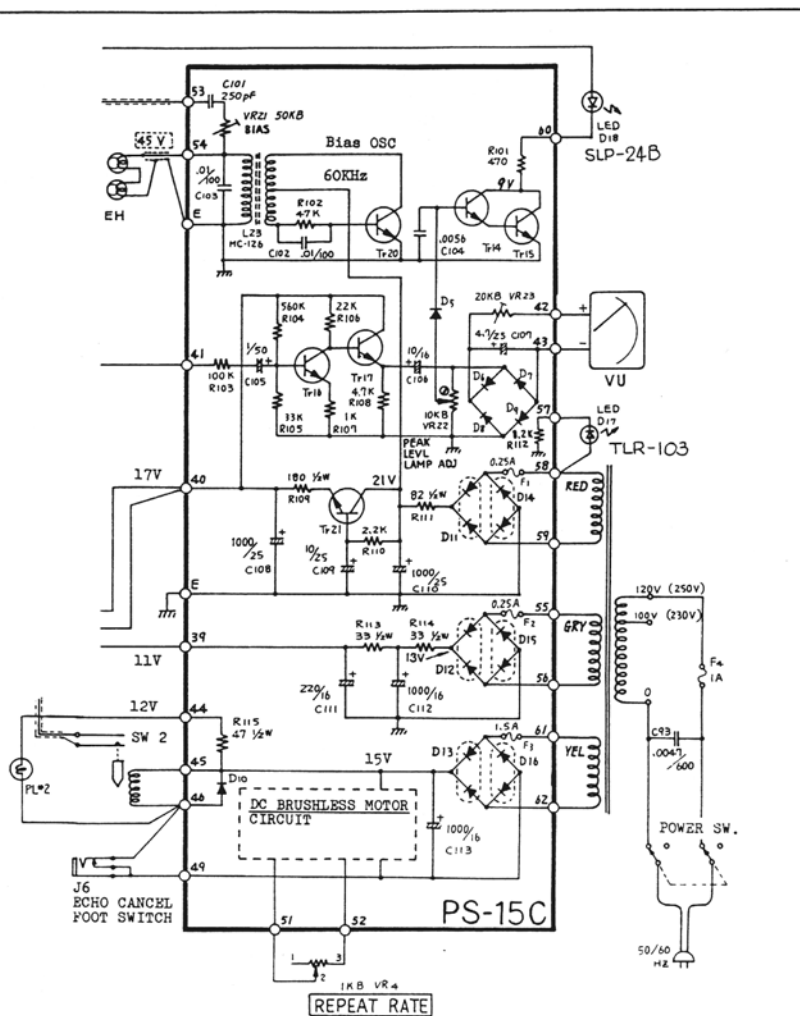 53
C101
250pF
VR21 50KB
BIAS
45 V
54
.01/100
C103
EH
E
L23
HC-126
Bias OSC
60KHz
R102
47K
C102 .01/100
Tr20
.0056
C104
R101
470
9V
Tr14
Tr15
60
LED
D18
SLP-24B
41
100K
R103
1/50
C105
560K
R104
22K
R106
Tr16
Tr17
4.7K
R108
33K
R105
1K
R107
10/16
C106
D5
10KB
VR22
PEAK
LEVL
LAMP ADJ
20KB VR23
4.7/25 C107
D6
D7
D8
D9
42
+
43
-
VU
57
8.2K
R112
LED
D17
TLR-103
17V
40
180 1/2W
R109
Tr21
21V
2.2K
R110
1000/25
C108
10/25
C109
1000/25
C110
82 1/2W
R111
0.25A
F1
D14
D11
58
RED
59
E
39
11V
R113
33 1/2W
R114
33 1/2W
13V
220/16
C111
1000/16
C112
0.25A
F2
D15
D12
55
GRY
56
120V (250V)
100V (230V)
0
F4
1A
C93
.0047/600
12V
44
SW 2
R115
47 1/2W
45
D10
46
PL*2
15V
D13
D16
1.5A
F3
61
YEL
62
1000/16
C113
DC BRUSHLESS MOTOR
CIRCUIT
49
J6
ECHO CANCEL
FOOT SWITCH
PS-15C
POWER SW.
50/60
HZ
51
52
1
2
3
1KB VR4
REPEAT RATE